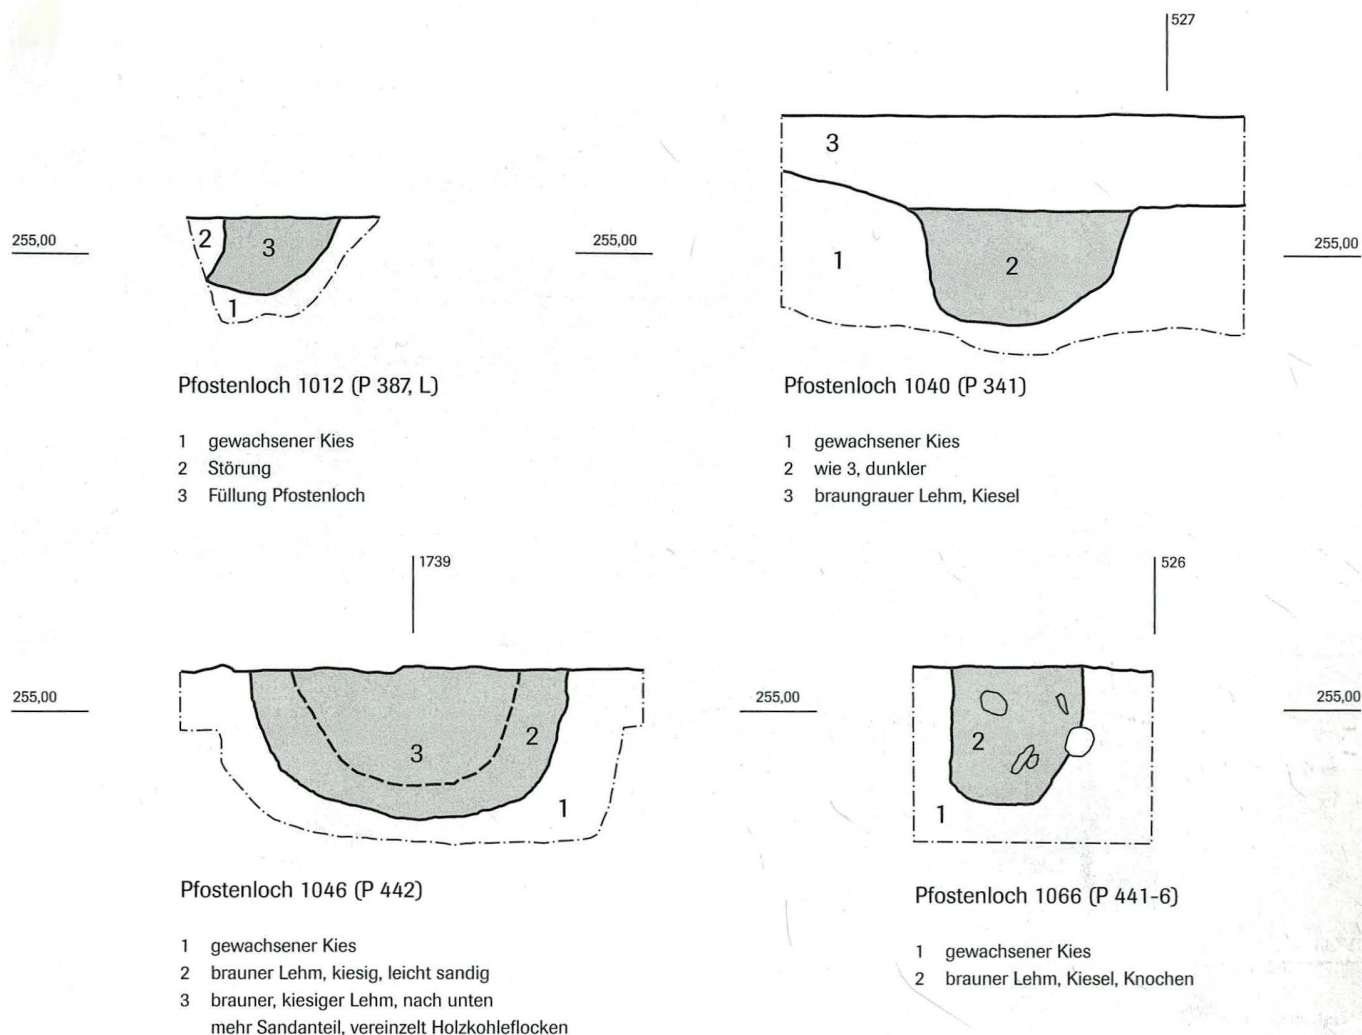 527
3
2
3
1
255,00
255,00
1
2
255,00
Pfostenloch 1012 (P 387, L)
1 gewachsener Kies
2 Störung
3 Füllung Pfostenloch
Pfostenloch 1040 (P 341)
1 gewachsener Kies
2 wie 3, dunkler
3 braungrauer Lehm, Kiesel
1739
255,00
3
2
1
Pfostenloch 1046 (P 442)
1 gewachsener Kies
2 brauner Lehm, kiesig, leicht sandig
3 brauner, kiesiger Lehm, nach unten
mehr Sandanteil, vereinzelt Holzkohleflocken
526
255,00
2
1
255,00
Pfostenloch 1066 (P 441-6)
1 gewachsener Kies
2 brauner Lehm, Kiesel, Knochen